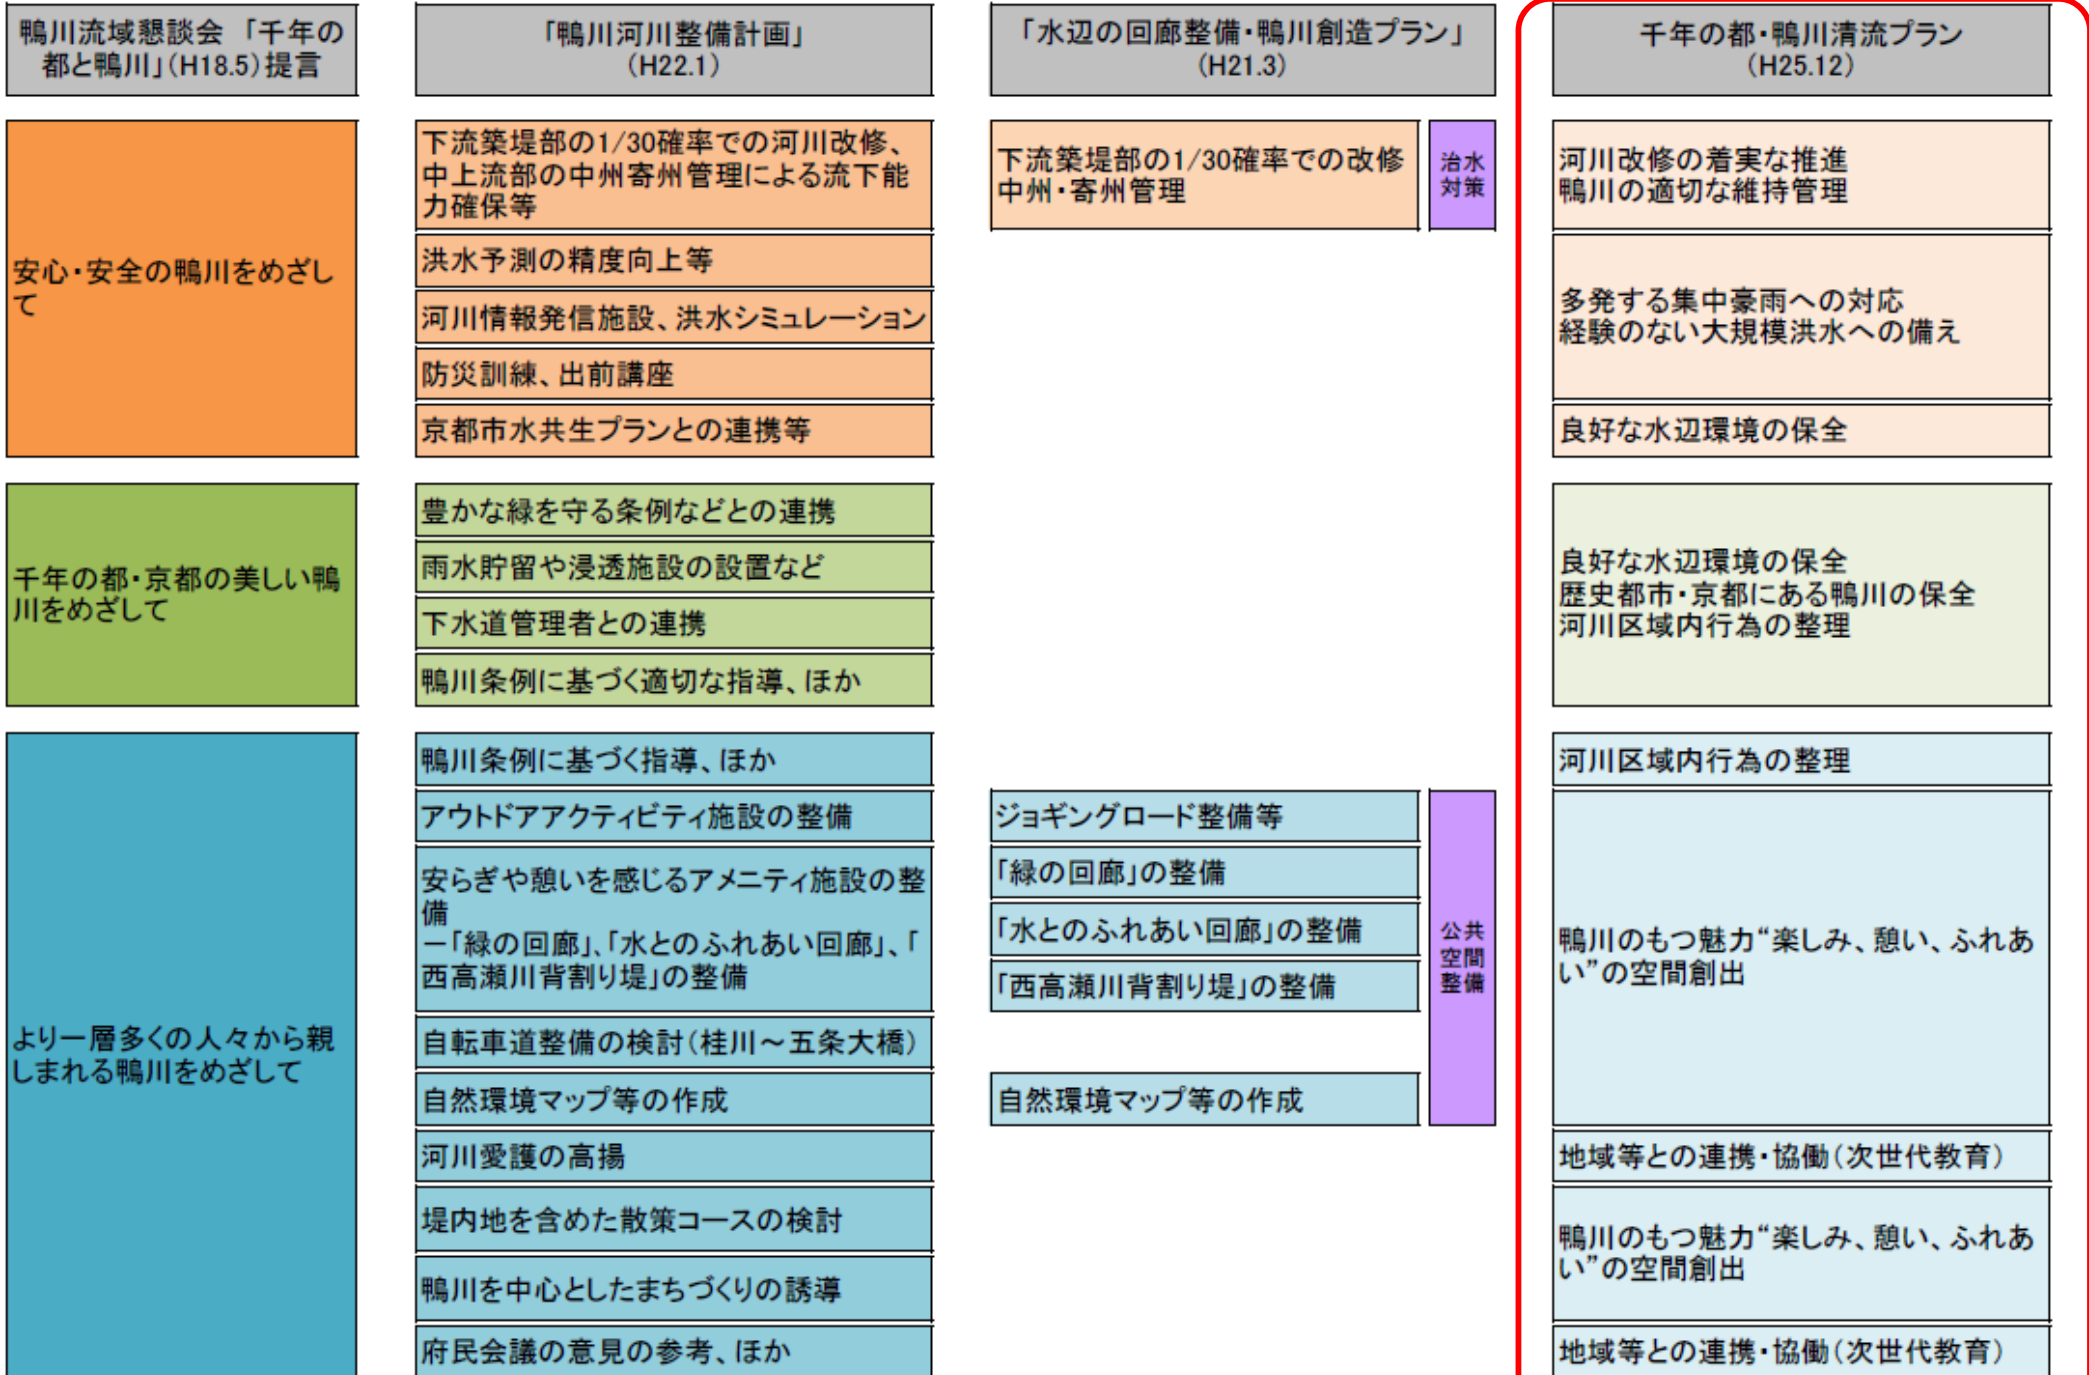 鴨川流域懇談会 「千年の
都と鴨川」(H18.5)提言
「鴨川河川整備計画」
(H22.1)
「水辺の回廊整備・鴨川創造プラン」
(H21.3)
千年の都・鴨川清流プラン
(H25.12)
安心・安全の鴨川をめざし
て
下流築堤部の1/30確率での河川改修、
中上流部の中州寄州管理による流下能
力確保等
下流築堤部の1/30確率での改修
中州・寄州管理
治水
対策
河川改修の着実な推進
鴨川の適切な維持管理
洪水予測の精度向上等
河川情報発信施設、洪水シミュレーション
防災訓練、出前講座
多発する集中豪雨への対応
経験のない大規模洪水への備え
京都市水共生プランとの連携等
良好な水辺環境の保全
千年の都・京都の美しい鴨
川をめざして
豊かな緑を守る条例などとの連携
雨水貯留や浸透施設の設置など
下水道管理者との連携
鴨川条例に基づく適切な指導、ほか
良好な水辺環境の保全
歴史都市・京都にある鴨川の保全
河川区域内行為の整理
より一層多くの人々から親
しまれる鴨川をめざして
鴨川条例に基づく指導、ほか
河川区域内行為の整理
アウトドアアクティビティ施設の整備
ジョギングロード整備等
安らぎや憩いを感じるアメニティ施設の整
備
－「緑の回廊」、「水とのふれあい回廊」、「
西高瀬川背割り堤」の整備
「緑の回廊」の整備
「水とのふれあい回廊」の整備
「西高瀬川背割り堤」の整備
公共
空間
整備
鴨川のもつ魅力“楽しみ、憩い、ふれあ
い”の空間創出
自転車道整備の検討(桂川～五条大橋)
自然環境マップ等の作成
自然環境マップ等の作成
河川愛護の高揚
地域等との連携・協働(次世代教育)
堤内地を含めた散策コースの検討
鴨川を中心としたまちづくりの誘導
鴨川のもつ魅力“楽しみ、憩い、ふれあ
い”の空間創出
府民会議の意見の参考、ほか
地域等との連携・協働(次世代教育)